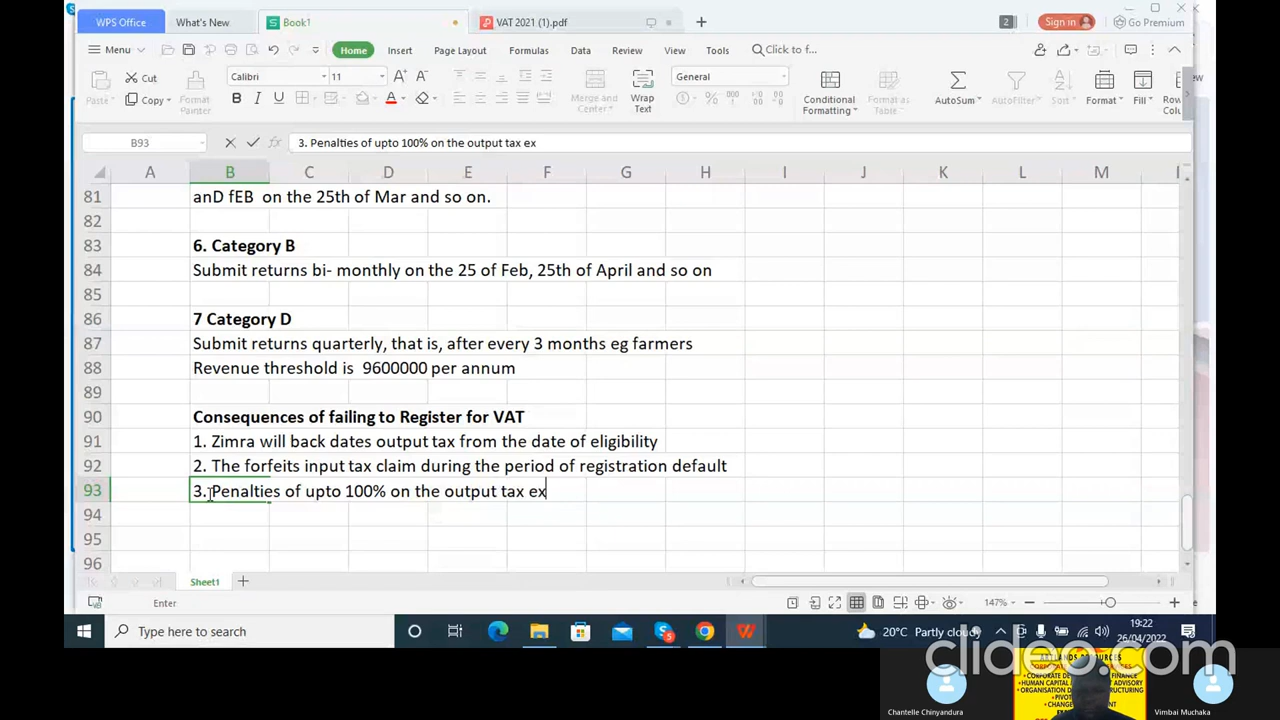 WPS Office
What's New
Book1
VAT 2021 (1).pdf
2
Sign in
Go Premium
Menu
Home
Insert
Page Layout
Formulas
Data
Review
View
Tools
Click to f...
Paste
Cut
Copy
Format Painter
Calibri
11
B I U
Merge and Center
Wrap Text
General
Conditional Formatting
Format as Table
AutoSum
AutoFilter
Sort
Format
Fill
Row Colu
B93
fx
3. Penalties of upto 100% on the output tax ex
A B C D E F G H I J K L M
81 anD fEB on the 25th of Mar and so on.
82
83 6. Category B
84 Submit returns bi- monthly on the 25 of Feb, 25th of April and so on
85
86 7 Category D
87 Submit returns quarterly, that is, after every 3 months eg farmers
88 Revenue threshold is 9600000 per annum
89
90 Consequences of failing to Register for VAT
91 1. Zimra will back dates output tax from the date of eligibility
92 2. The forfeits input tax claim during the period of registration default
93 3. Penalties of upto 100% on the output tax ex
94
95
96
Sheet1
Enter
147%
Type here to search
20°C Partly cloudy
19:22
26/04/2022
clideo.com
ARTLANDS RESOURCES
Chantelle Chinyandura
Vimbai Muchaka